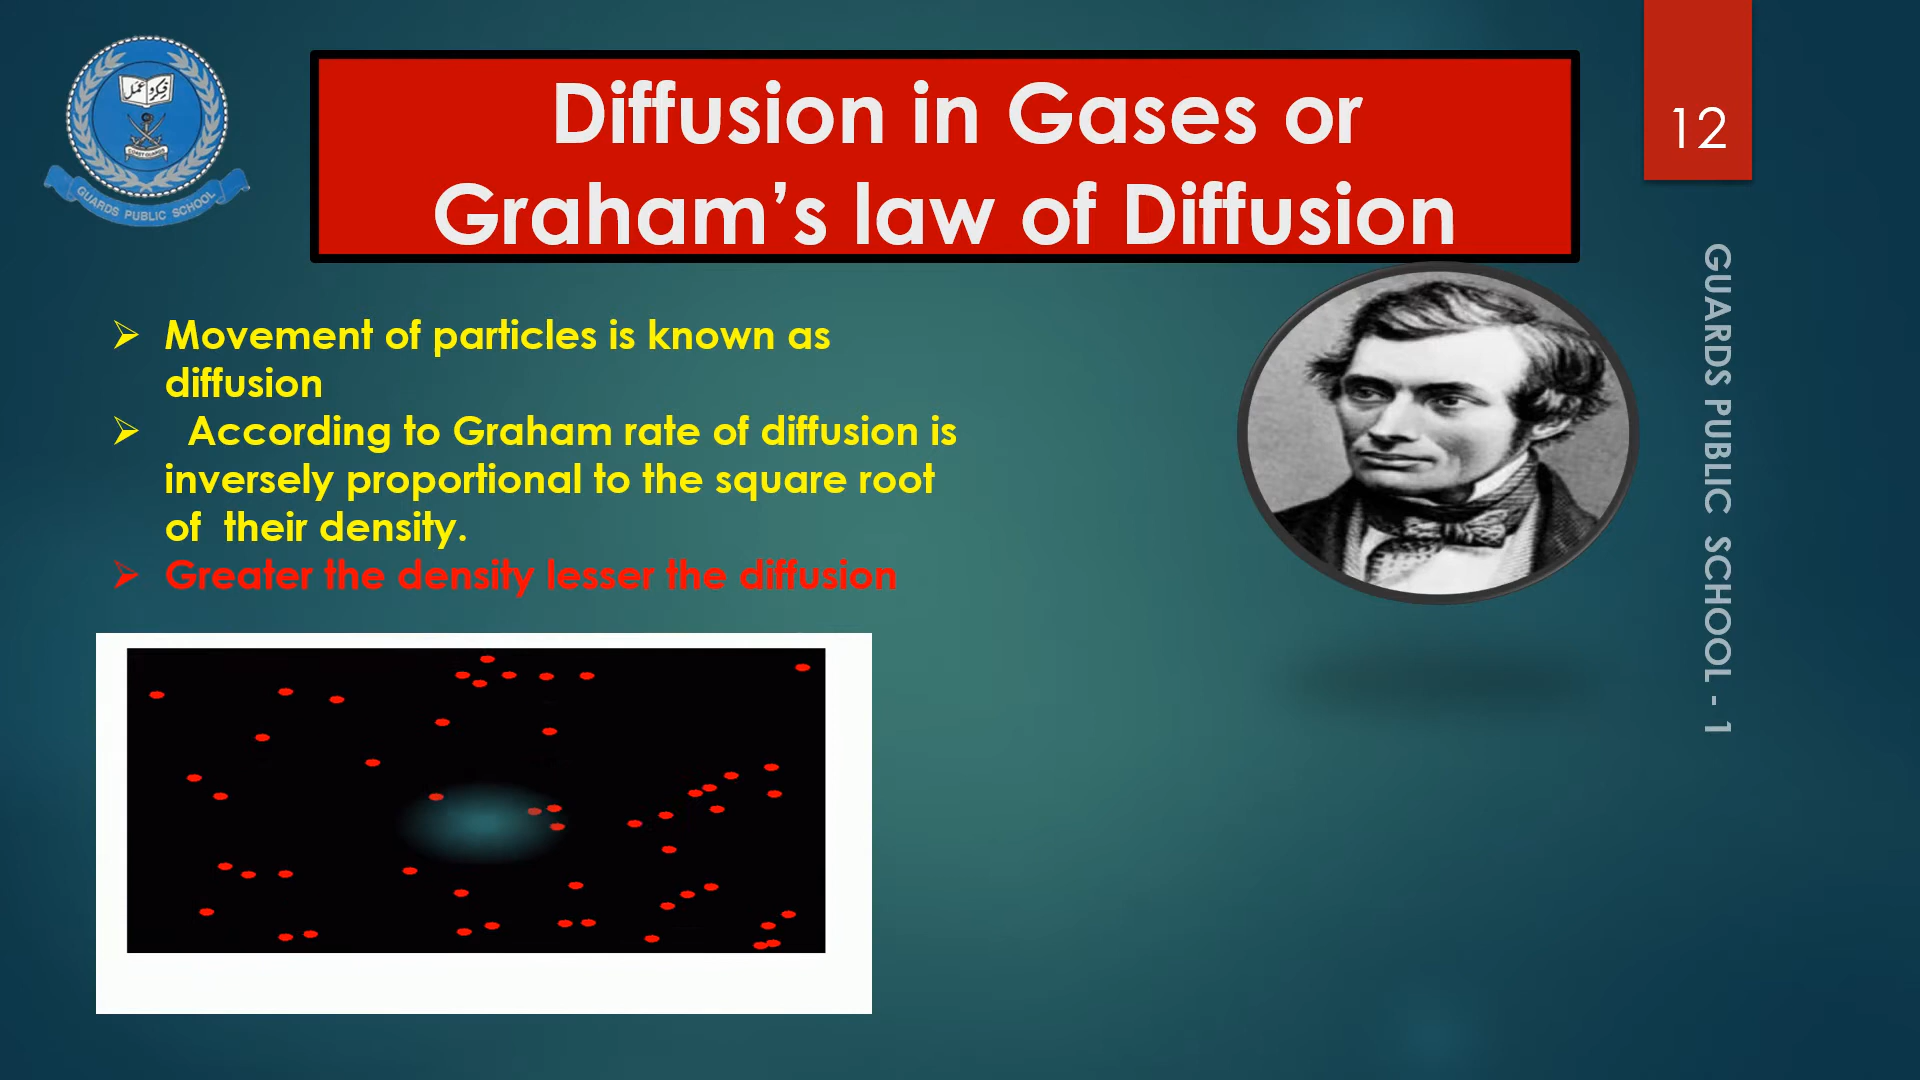 Diffusion in Gases or
Graham’s law of Diffusion
12
GUARDS PUBLIC SCHOOL
COAST GUARDS
➢ Movement of particles is known as
diffusion
➢ According to Graham rate of diffusion is
inversely proportional to the square root
of their density.
➢ Greater the density lesser the diffusion
GUARDS PUBLIC SCHOOL - 1